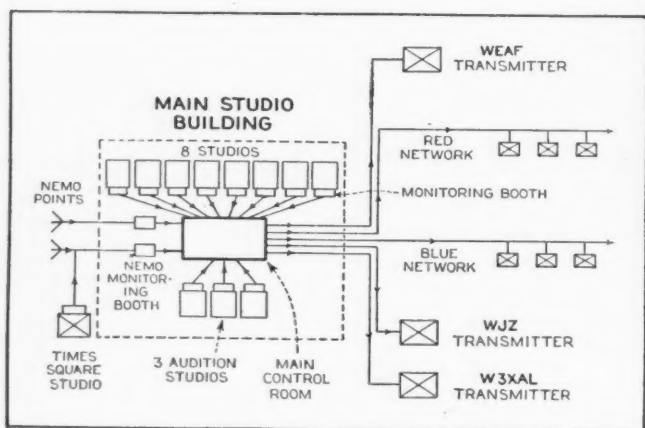 WEAF
TRANSMITTER
MAIN STUDIO
BUILDING
8 STUDIOS
RED
NETWORK
NEMO
POINTS
MONITORING BOOTH
BLUE
NETWORK
NEMO
MONITOR-
ING
BOOTH
WJZ
TRANSMITTER
TIMES
SQUARE
STUDIO
3 AUDITION
STUDIOS
MAIN
CONTROL
ROOM
W3XAL
TRANSMITTER